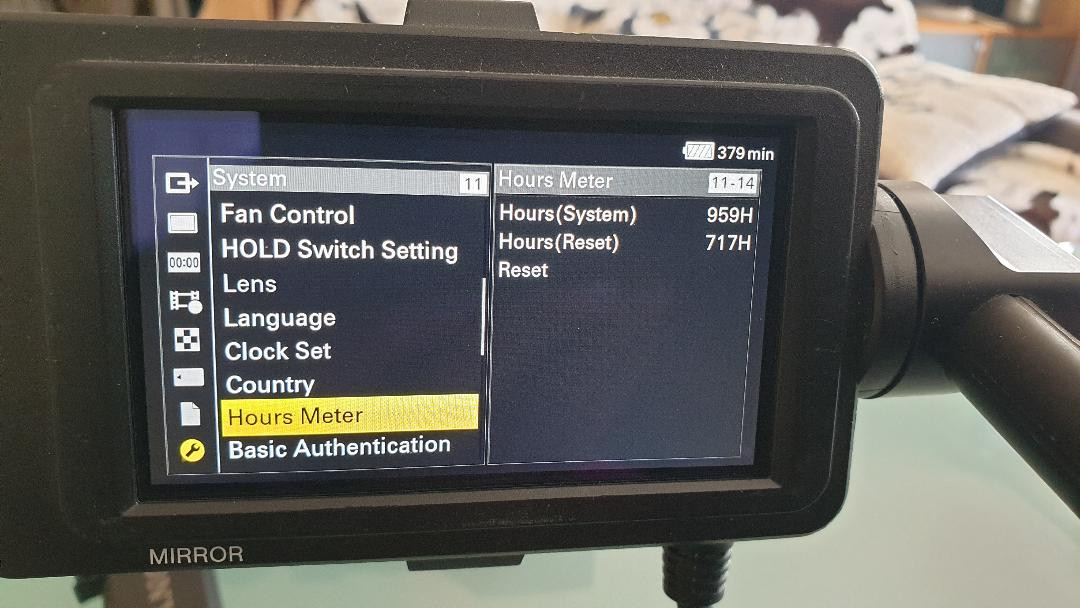 379 min
System 11
Hours Meter 11-14
Fan Control
HOLD Switch Setting
Lens
Language
Clock Set
Country
Hours Meter
Basic Authentication
Hours(System) 959H
Hours(Reset) 717H
Reset
00:00
MIRROR